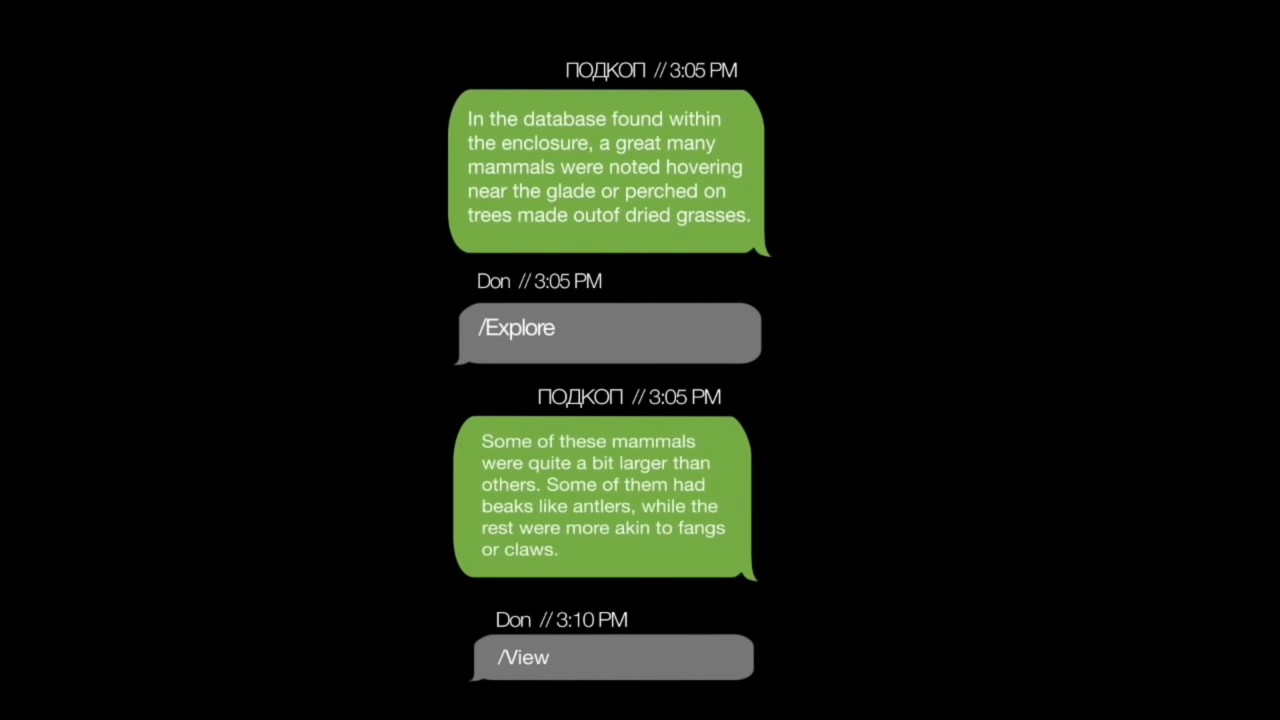 ПОДКОП // 3:05 PM
In the database found within
the enclosure, a great many
mammals were noted hovering
near the glade or perched on
trees made outof dried grasses.
Don // 3:05 PM
/Explore
ПОДКОП // 3:05 PM
Some of these mammals
were quite a bit larger than
others. Some of them had
beaks like antlers, while the
rest were more akin to fangs
or claws.
Don // 3:10 PM
/View